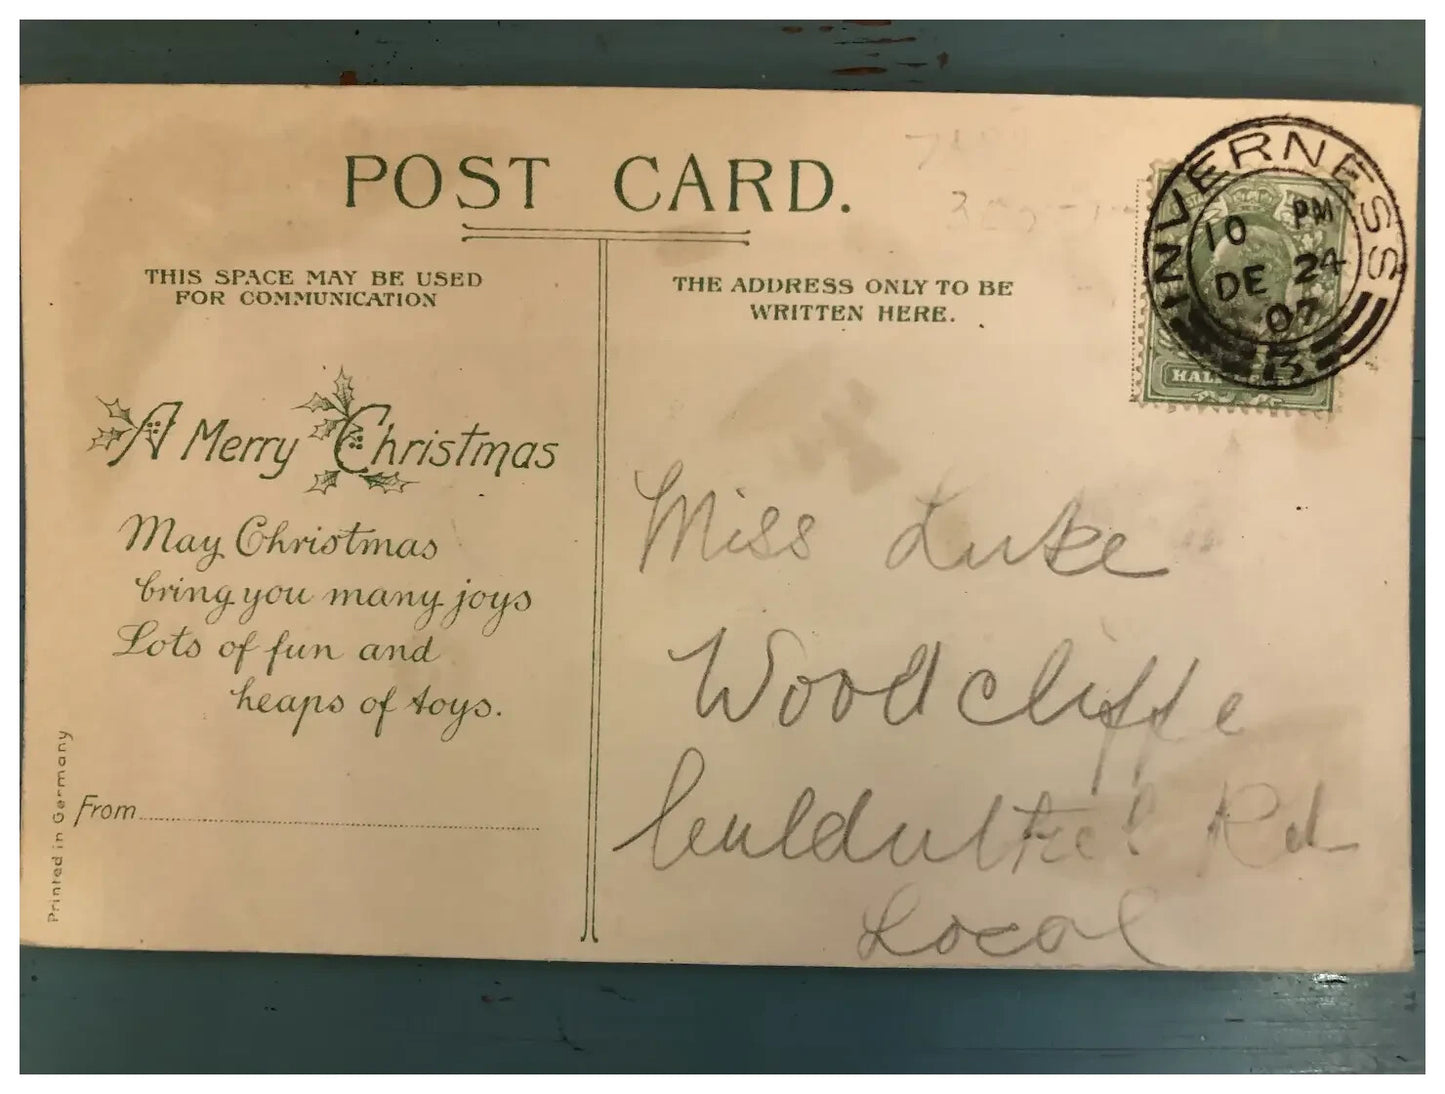 POST CARD.
THIS SPACE MAY BE USED
FOR COMMUNICATION
THE ADDRESS ONLY TO BE
WRITTEN HERE.
INVERNESS
10 PM
DE 24
07
13
HALF
A Merry Christmas
May Christmas
bring you many joys
Lots of fun and
heaps of toys.
From
Printed in Germany
Miss Luke
Woodcliffe
Culduthel Rd
Local